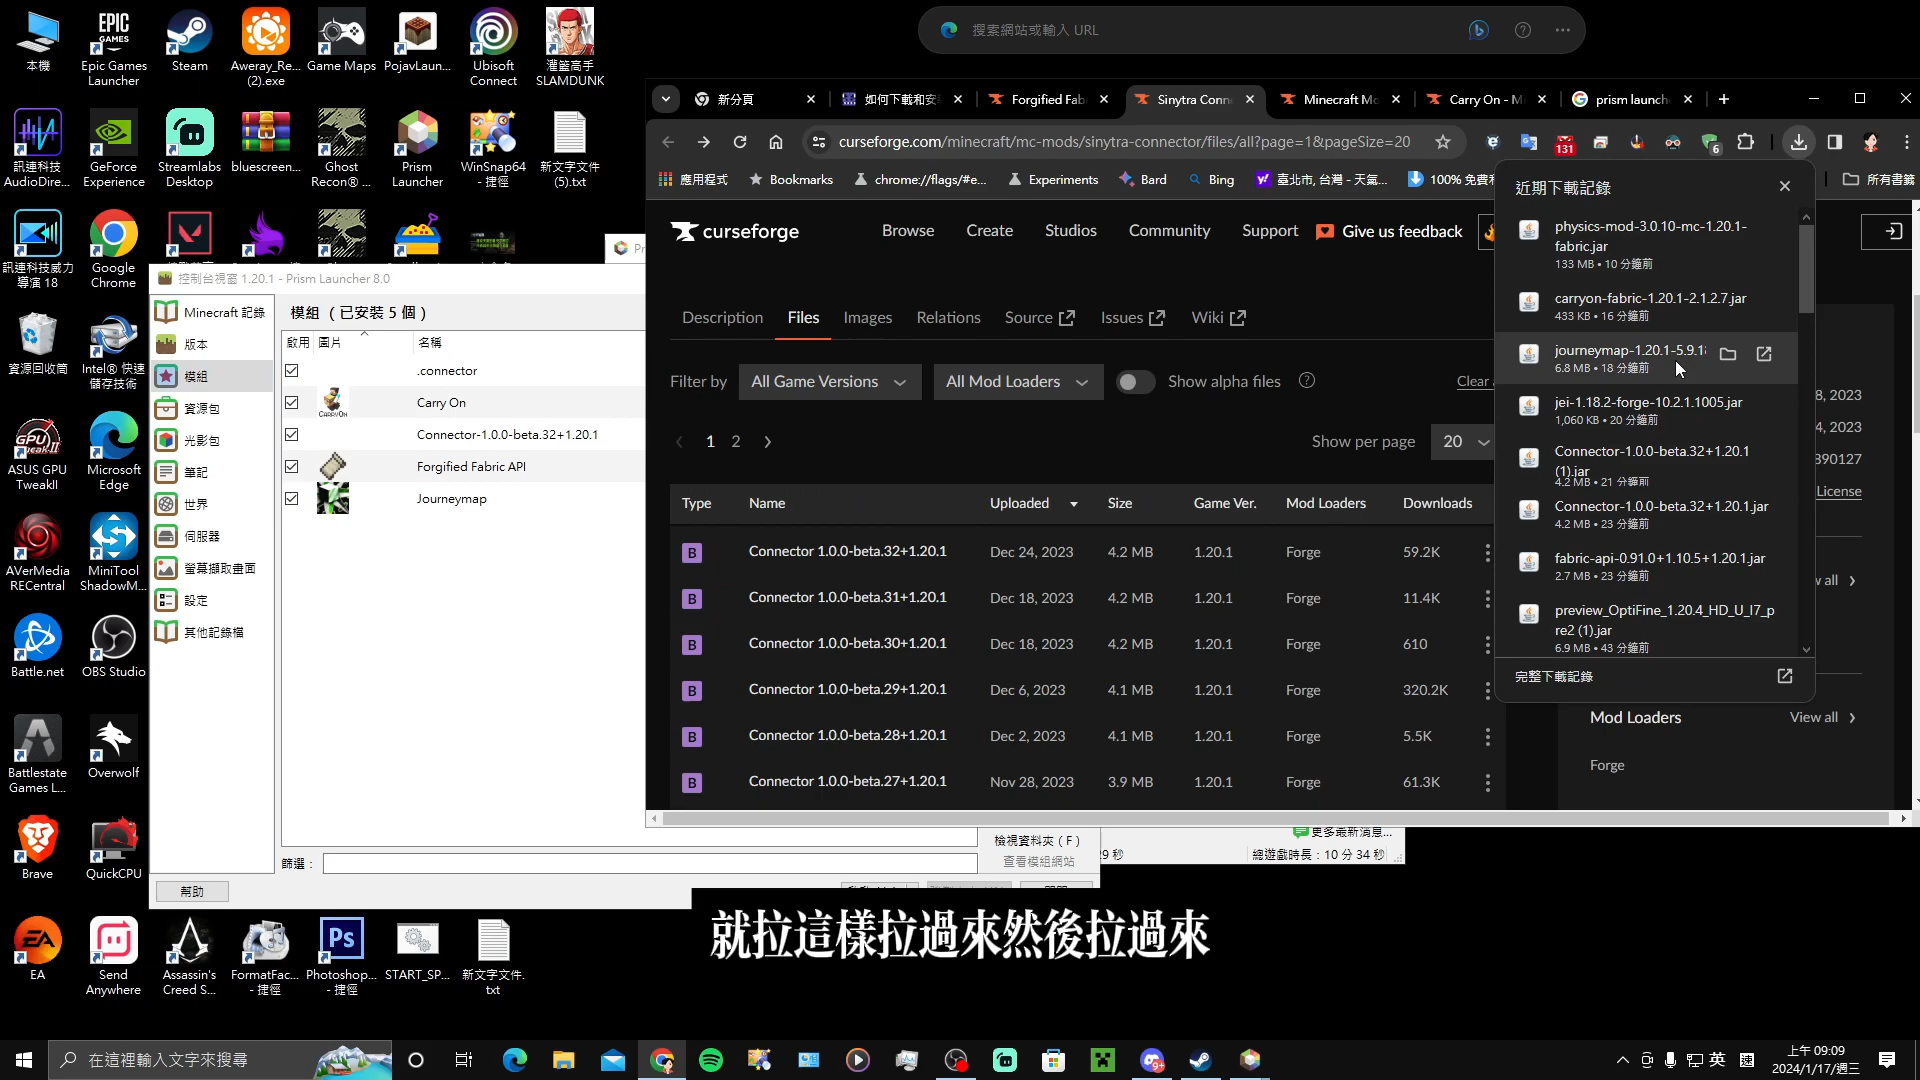 本機
Epic Games
Launcher
Steam
Aweray_Re...
(2).exe
Game Maps
PojavLaun...
Ubisoft
Connect
灌籃高手
SLAMDUNK
訊連科技
AudioDire...
GeForce
Experience
Streamlabs
Desktop
bluescreen...
Ghost
Recon® ...
Prism
Launcher
WinSnap64
- 捷徑
新文字文件
(5).txt
訊連科技威力
導演 18
Google
Chrome
資源回收筒
Intel® 快速
儲存技術
ASUS GPU
TweakII
Microsoft
Edge
AVerMedia
RECentral
MiniTool
ShadowM...
Battle.net
OBS Studio
Battlestate
Games L...
Overwolf
Brave
QuickCPU
EA
Send
Anywhere
Assassin's
Creed S...
FormatFac...
- 捷徑
Photoshop...
- 捷徑
START_SP...
新文字文件.
txt
搜索網站或輸入 URL
新分頁
如何下載和安裝
Forgified Fab
Sinytra Conn
Minecraft Mo
Carry On - M
prism launch
curseforge.com/minecraft/mc-mods/sinytra-connector/files/all?page=1&pageSize=20
131
6
應用程式
Bookmarks
chrome://flags/#e...
Experiments
Bard
Bing
臺北市, 台灣 - 天氣...
100% 免費
所有書籤
curseforge
Browse
Create
Studios
Community
Support
Give us feedback
Description
Files
Images
Relations
Source
Issues
Wiki
Filter by
All Game Versions
All Mod Loaders
Show alpha files
Clear
1
2
Show per page
20
Type
Name
Uploaded
Size
Game Ver.
Mod Loaders
Downloads
B Connector 1.0.0-beta.32+1.20.1 Dec 24, 2023 4.2 MB 1.20.1 Forge 59.2K
B Connector 1.0.0-beta.31+1.20.1 Dec 18, 2023 4.2 MB 1.20.1 Forge 11.4K
B Connector 1.0.0-beta.30+1.20.1 Dec 18, 2023 4.2 MB 1.20.1 Forge 610
B Connector 1.0.0-beta.29+1.20.1 Dec 6, 2023 4.1 MB 1.20.1 Forge 320.2K
B Connector 1.0.0-beta.28+1.20.1 Dec 2, 2023 4.1 MB 1.20.1 Forge 5.5K
B Connector 1.0.0-beta.27+1.20.1 Nov 28, 2023 3.9 MB 1.20.1 Forge 61.3K
近期下載記錄
physics-mod-3.0.10-mc-1.20.1-
fabric.jar
133 MB • 10 分鐘前
carryon-fabric-1.20.1-2.1.2.7.jar
433 KB • 16 分鐘前
journeymap-1.20.1-5.9.18
6.8 MB • 18 分鐘前
jei-1.18.2-forge-10.2.1.1005.jar
1,060 KB • 20 分鐘前
Connector-1.0.0-beta.32+1.20.1
(1).jar
4.2 MB • 21 分鐘前
Connector-1.0.0-beta.32+1.20.1.jar
4.2 MB • 23 分鐘前
fabric-api-0.91.0+1.10.5+1.20.1.jar
2.7 MB • 23 分鐘前
preview_OptiFine_1.20.4_HD_U_I7_p
re2 (1).jar
6.9 MB • 43 分鐘前
完整下載記錄
8, 2023
4, 2023
890127
License
all
Mod Loaders
View all
Forge
Pr
控制台視窗 1.20.1 - Prism Launcher 8.0
Minecraft 記錄
版本
模組
資源包
光影包
筆記
世界
伺服器
螢幕擷取畫面
設定
其他記錄檔
模組 （已安裝 5 個）
啟用
圖片
名稱
.connector
CARRYON
Carry On
Connector-1.0.0-beta.32+1.20.1
Forgified Fabric API
Journeymap
篩選：
檢視資料夾 ( F )
查看模組網站
幫助
29 秒
更多最新消息...
總遊戲時長：10 分 34 秒
就拉這樣拉過來然後拉過來
在這裡輸入文字來搜尋
9+
英
上午 09:09
2024/1/17/週三